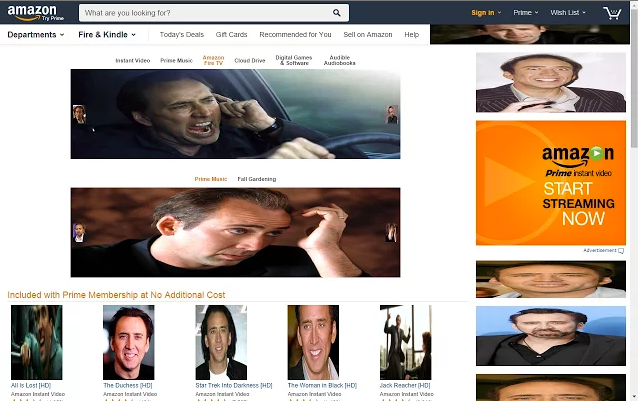 amazon
Try Prime
What are you looking for?
Sign in
Prime
Wish List
Departments
Fire & Kindle
Today's Deals
Gift Cards
Recommended for You
Sell on Amazon
Help
Instant Video
Prime Music
Amazon
Fire TV
Cloud Drive
Digital Games
& Software
Audible
Audiobooks
amazon
Prime instant video
START
STREAMING
NOW
Advertisement
Prime Music
Fall Gardening
Included with Prime Membership at No Additional Cost
All Is Lost [HD]
The Duchess [HD]
Star Trek Into Darkness [HD]
The Woman in Black [HD]
Jack Reacher [HD]
Amazon Instant Video
Amazon Instant Video
Amazon Instant Video
Amazon Instant Video
Amazon Instant Video